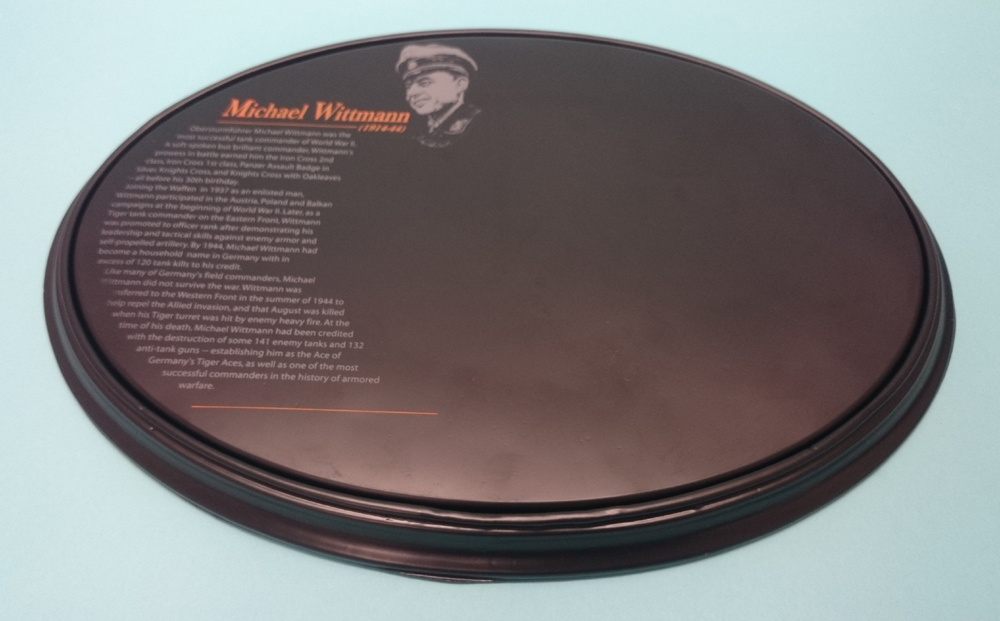 Michael Wittmann
(1914-44)
Obersturmführer Michael Wittmann was the
most successful tank commander of World War II.
A soft-spoken but brilliant commander, Wittmann's
prowess in battle earned him the Iron Cross 2nd
class, Iron Cross 1st class, Panzer Assault Badge in
Silver, Knights Cross, and Knights Cross with Oakleaves
—all before his 30th birthday.
Joining the Waffen in 1937 as an enlisted man,
Wittmann participated in the Austria, Poland and Balkan
campaigns at the beginning of World War II. Later, as a
Tiger tank commander on the Eastern Front, Wittmann
was promoted to officer rank after demonstrating his
leadership and tactical skills against enemy armor and
self-propelled artillery. By 1944, Michael Wittmann had
become a household name in Germany with in
excess of 120 tank kills to his credit.
Like many of Germany's field commanders, Michael
Wittmann did not survive the war. Wittmann was
transferred to the Western Front in the summer of 1944 to
help repel the Allied invasion, and that August was killed
when his Tiger turret was hit by enemy heavy fire. At the
time of his death, Michael Wittmann had been credited
with the destruction of some 141 enemy tanks and 132
anti-tank guns — establishing him as the Ace of
Germany's Tiger Aces, as well as one of the most
successful commanders in the history of armored
warfare.